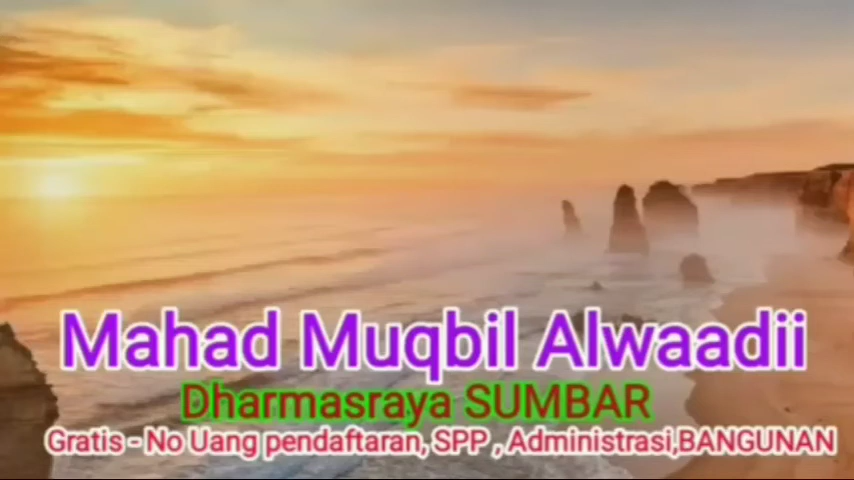 Mahad Muqbil Alwaadii
Dharmasraya SUMBAR
Gratis - No Uang pendaftaran, SPP , Administrasi,BANGUNAN